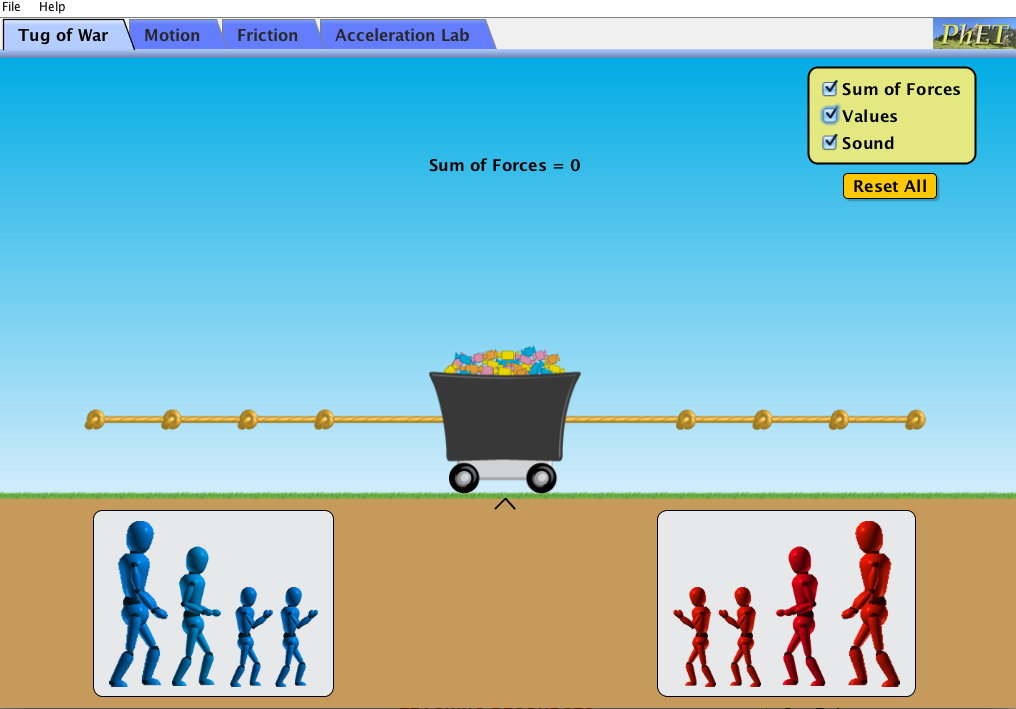 File Help
Tug of War Motion Friction Acceleration Lab PhET
Sum of Forces
Values
Sum of Forces = 0
Sound
Reset All